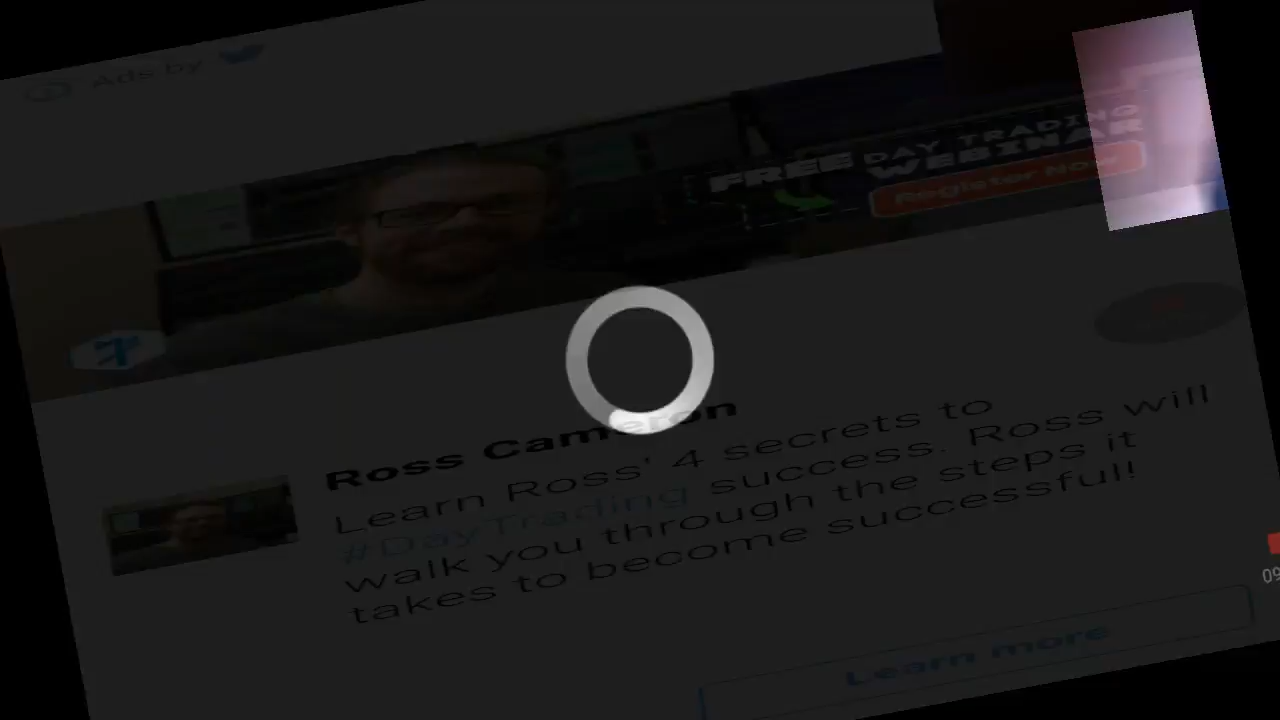 Ads by
FREE DAY TRADING
WEBINAR
Register Now
Ross Cameron
Learn Ross' 4 secrets to
#DayTrading success. Ross will
walk you through the steps it
takes to become successful!
09
Learn more